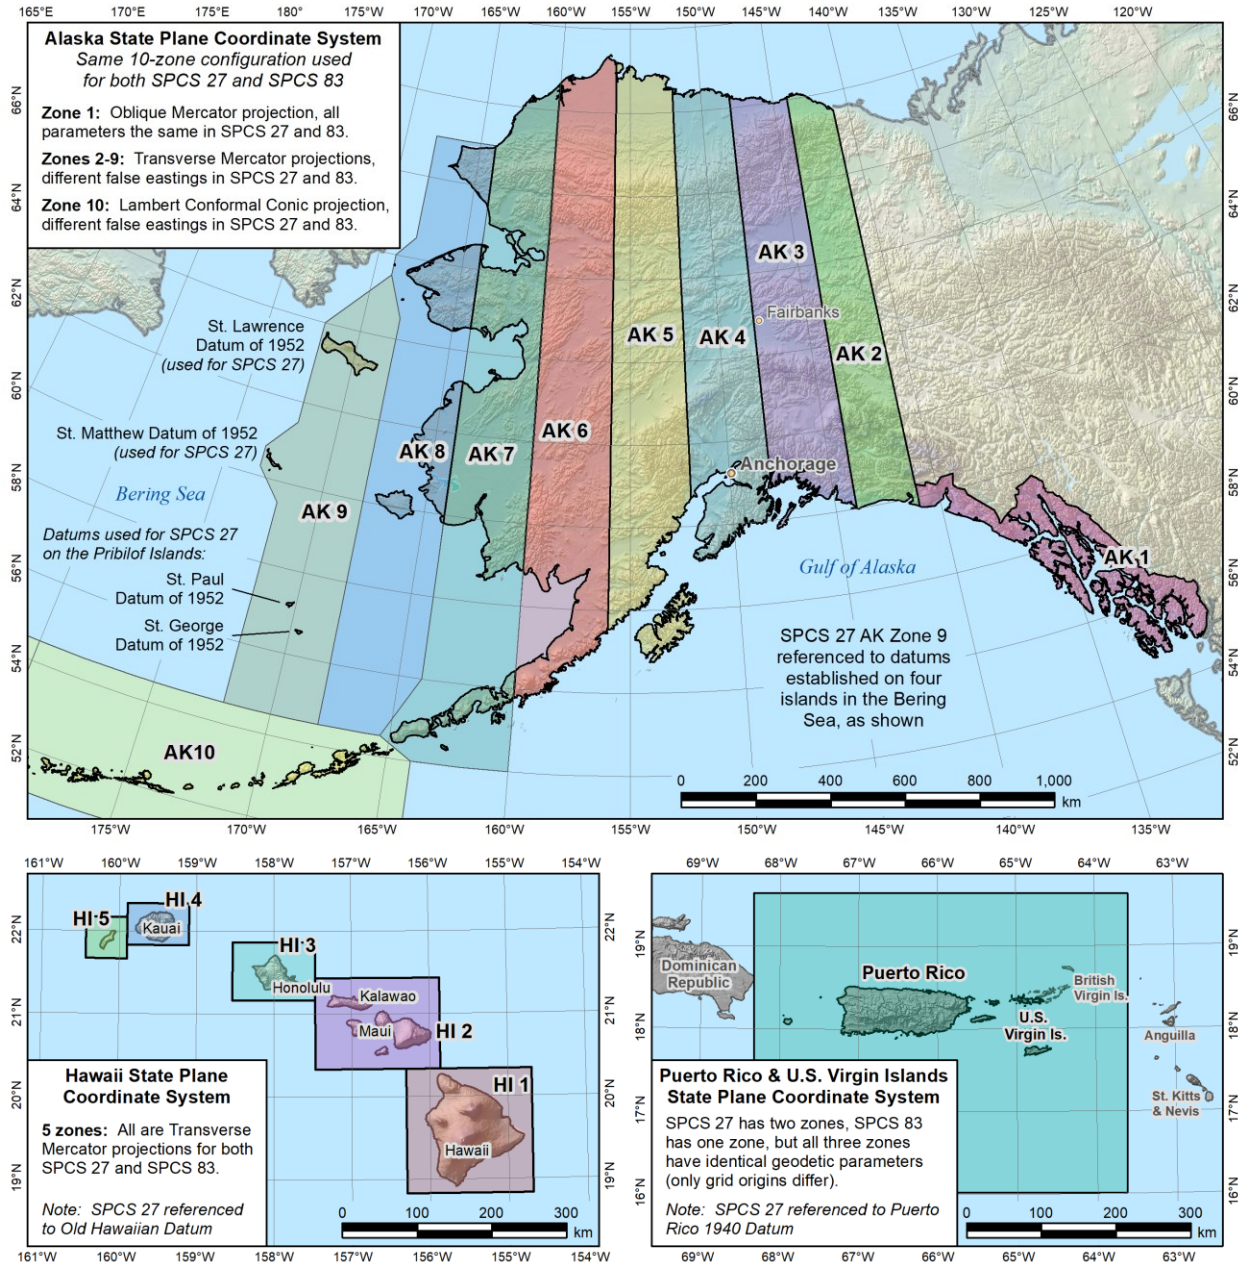 165°E 170°E 175°E 180° 175°W 170°W 165°W 160°W 155°W 150°W 145°W 140°W 135°W 130°W 125°W 120°W
Alaska State Plane Coordinate System
Same 10-zone configuration used
for both SPCS 27 and SPCS 83
Zone 1: Oblique Mercator projection, all
parameters the same in SPCS 27 and 83.
Zones 2-9: Transverse Mercator projections,
different false eastings in SPCS 27 and 83.
Zone 10: Lambert Conformal Conic projection,
different false eastings in SPCS 27 and 83.
66°N
64°N
62°N
60°N
58°N
56°N
54°N
52°N
66°N
64°N
62°N
60°N
58°N
56°N
54°N
52°N
AK 3
Fairbanks
AK 5
AK 4
AK 2
St. Lawrence
Datum of 1952
(used for SPCS 27)
AK 6
St. Matthew Datum of 1952
(used for SPCS 27)
AK 8
AK 7
Anchorage
Bering Sea
AK 9
Datums used for SPCS 27
on the Pribilof Islands:
St. Paul
Datum of 1952
St. George
Datum of 1952
Gulf of Alaska
AK 1
SPCS 27 AK Zone 9
referenced to datums
established on four
islands in the Bering
Sea, as shown
AK10
0 200 400 600 800 1,000
km
175°W 170°W 165°W 160°W 155°W 150°W 145°W 140°W 135°W
161°W 160°W 159°W 158°W 157°W 156°W 155°W 154°W
22°N
21°N
20°N
19°N
22°N
21°N
20°N
19°N
HI 5
HI 4
Kauai
HI 3
Honolulu
Kalawao
Maui
HI 2
HI 1
Hawaii
Hawaii State Plane
Coordinate System
5 zones: All are Transverse
Mercator projections for both
SPCS 27 and SPCS 83.
Note: SPCS 27 referenced
to Old Hawaiian Datum
0 100 200 300
km
161°W 160°W 159°W 158°W 157°W 156°W 155°W 154°W
69°W 68°W 67°W 66°W 65°W 64°W 63°W
19°N
18°N
17°N
16°N
19°N
18°N
17°N
16°N
Dominican
Republic
Puerto Rico
British
Virgin Is.
U.S.
Virgin Is.
Anguilla
St. Kitts
& Nevis
Puerto Rico & U.S. Virgin Islands
State Plane Coordinate System
SPCS 27 has two zones, SPCS 83
has one zone, but all three zones
have identical geodetic parameters
(only grid origins differ).
Note: SPCS 27 referenced to Puerto
Rico 1940 Datum
0 100 200 300
km
69°W 68°W 67°W 66°W 65°W 64°W 63°W